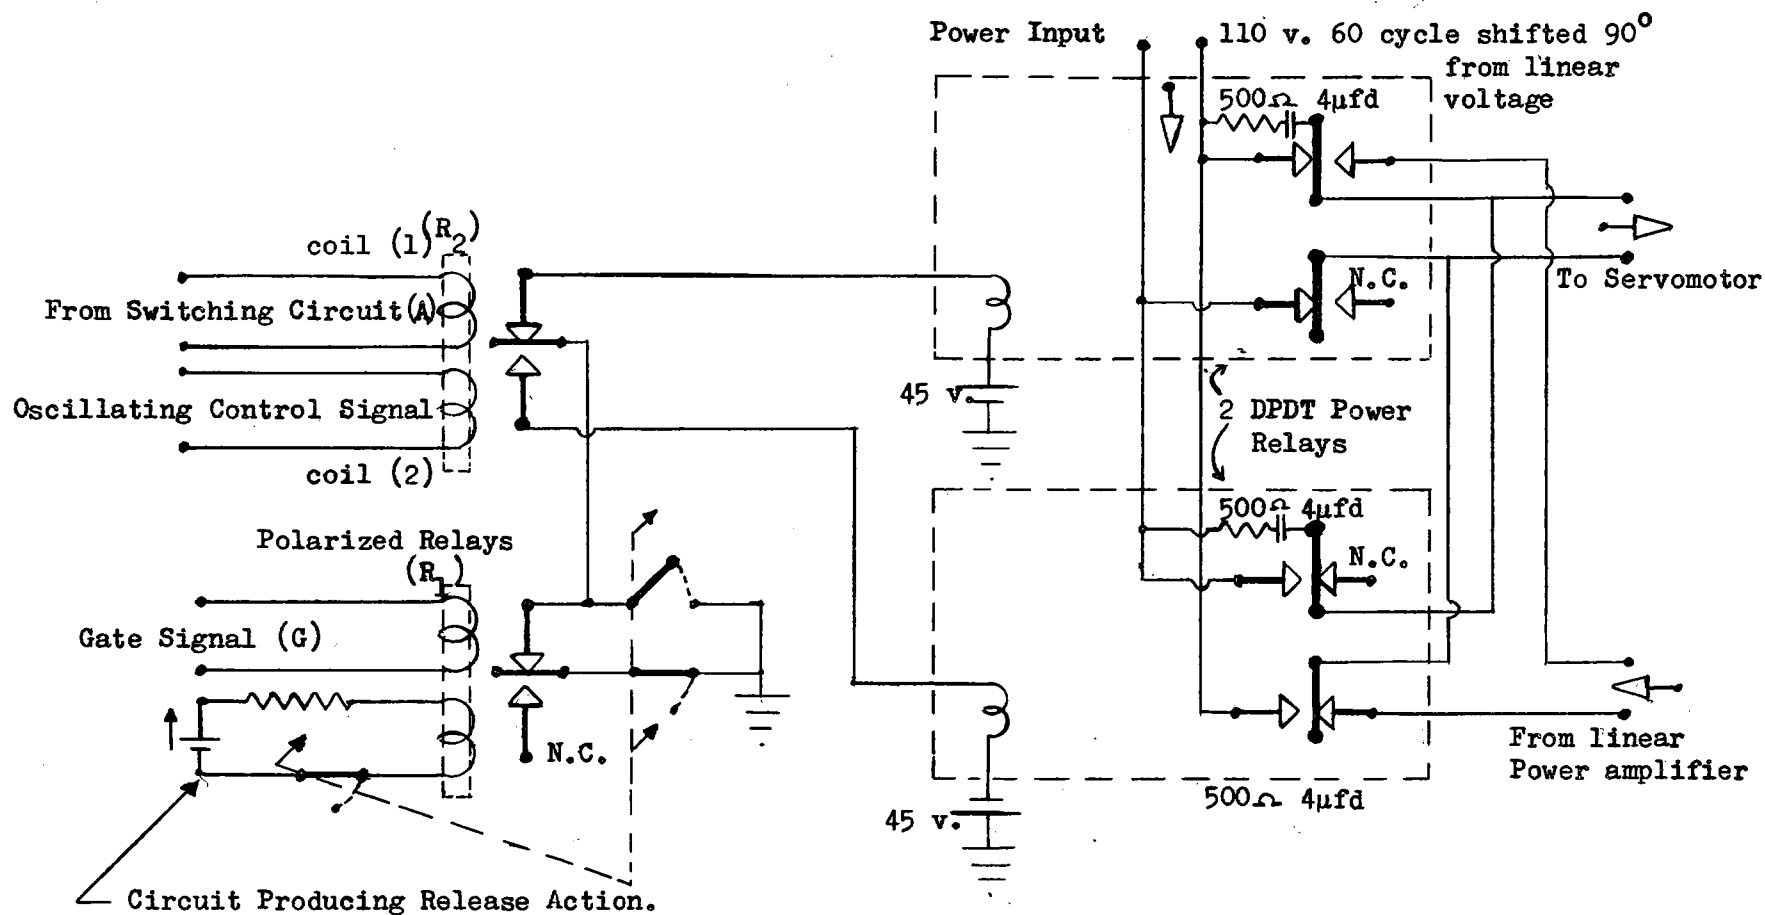 Power Input
110 v. 60 cycle shifted 90°
from linear
voltage
500Ω 4μfd
(R2)
coil (1)
From Switching Circuit(A)
N.C.
To Servomotor
45 v.
2 DPDT Power
Relays
Oscillating Control Signal
coil (2)
500Ω 4μfd
Polarized Relays
(R1)
N.C.
Gate Signal (G)
N.C.
From linear
Power amplifier
500Ω 4μfd
45 v.
Circuit Producing Release Action.